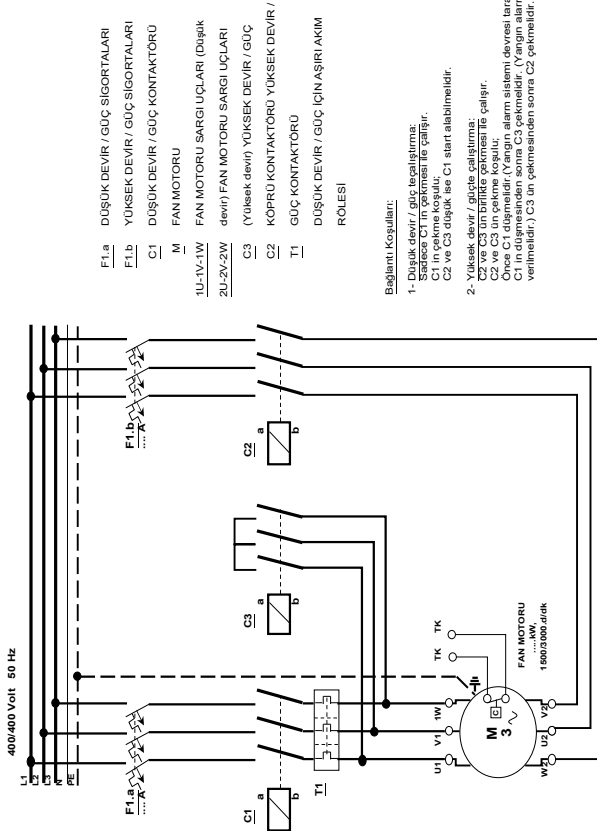 400/400 Volt 50 Hz
L1
L2
L3
N
PE
F1.a
.... A
F1.b
.... A
C1
a
b
C3
a
b
C2
a
b
T1
U1
V1
1W
TK
TK
C
M
3
W2
U2
V2
FAN MOTORU
.....kW,
1500/3000.d/dk
F1.a DÜŞÜK DEVİR / GÜÇ SİGORTALARI
F1.b YÜKSEK DEVİR / GÜÇ SİGORTALARI
C1 DÜŞÜK DEVİR / GÜÇ KONTAKTÖRÜ
M FAN MOTORU
1U-1V-1W FAN MOTORU SARGI UÇLARI (Düşük
2U-2V-2W devir) FAN MOTORU SARGI UÇLARI
C3 (Yüksek devir) YÜKSEK DEVİR / GÜÇ
C2 KÖPRÜ KONTAKTÖRÜ YÜKSEK DEVİR /
T1 GÜÇ KONTAKTÖRÜ
DÜŞÜK DEVİR / GÜÇ İÇİN AŞIRI AKIM
RÖLESİ
Bağlantı Koşulları:
1- Düşük devir / güç teçalıştırma:
Sadece C1 in çekmesi ile çalışır.
C1 in çekme koşulu;
C2 ve C3 düşük ise C1 start alabilmelidir.
2- Yüksek devir / güçte çalıştırma:
C2 ve C3 ün birlikte çekmesi ile çalışır.
C2 ve C3 ün çekme koşulu;
Önce C1 düşmelidir.(Yangın alarm sistemi devresi
C1 in düşmesinden sonra C3 çekmelidir. (Yangın
verilmelidir.) C3 ün çekmesinden sonra C2 çekmelidir.